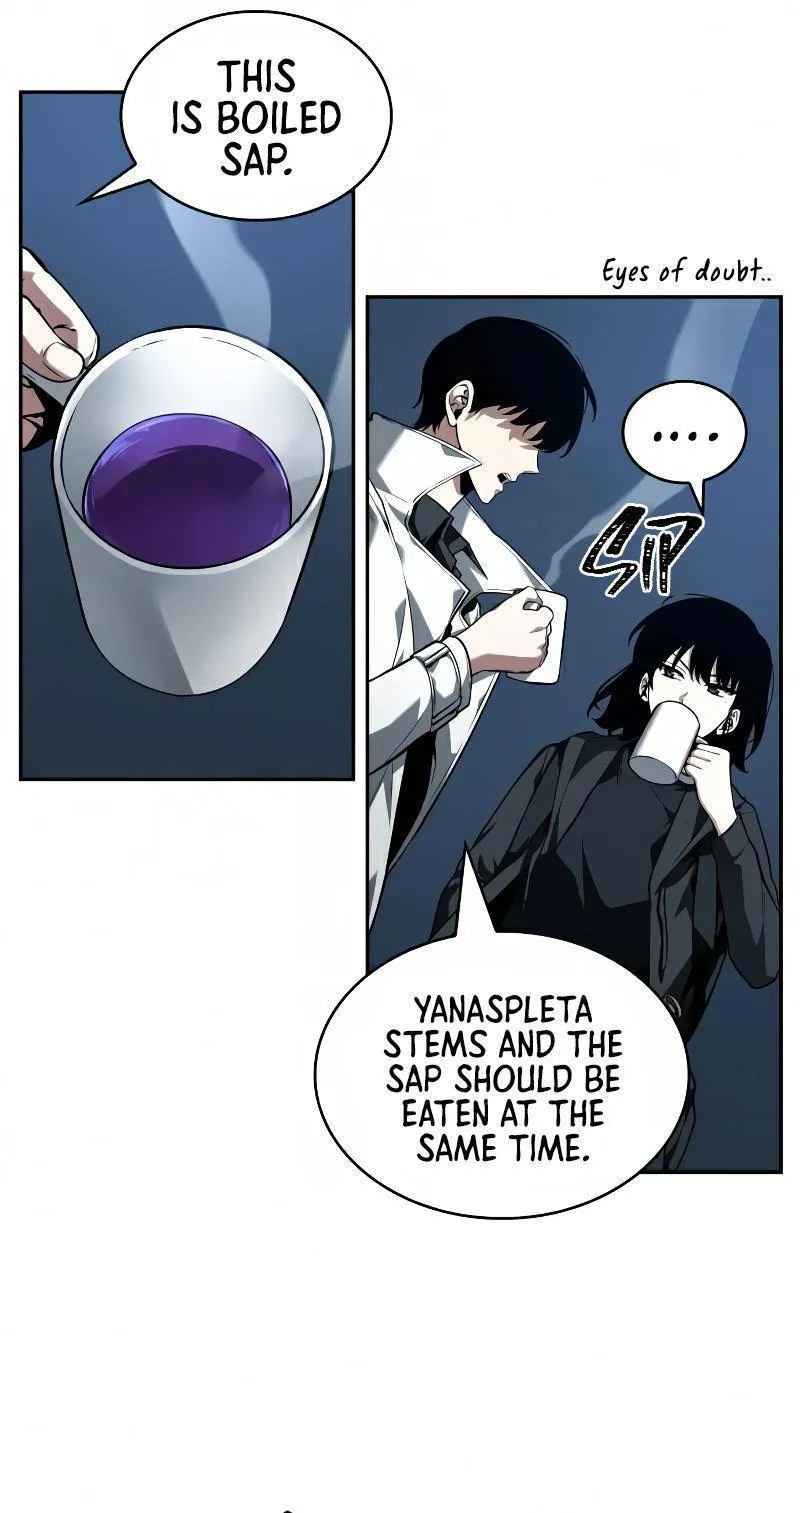 THIS
IS BOILED
SAP.
Eyes of doubt..
....
SIP
YANASPLETA
STEMS AND THE
SAP SHOULD BE
EATEN AT THE
SAME TIME.